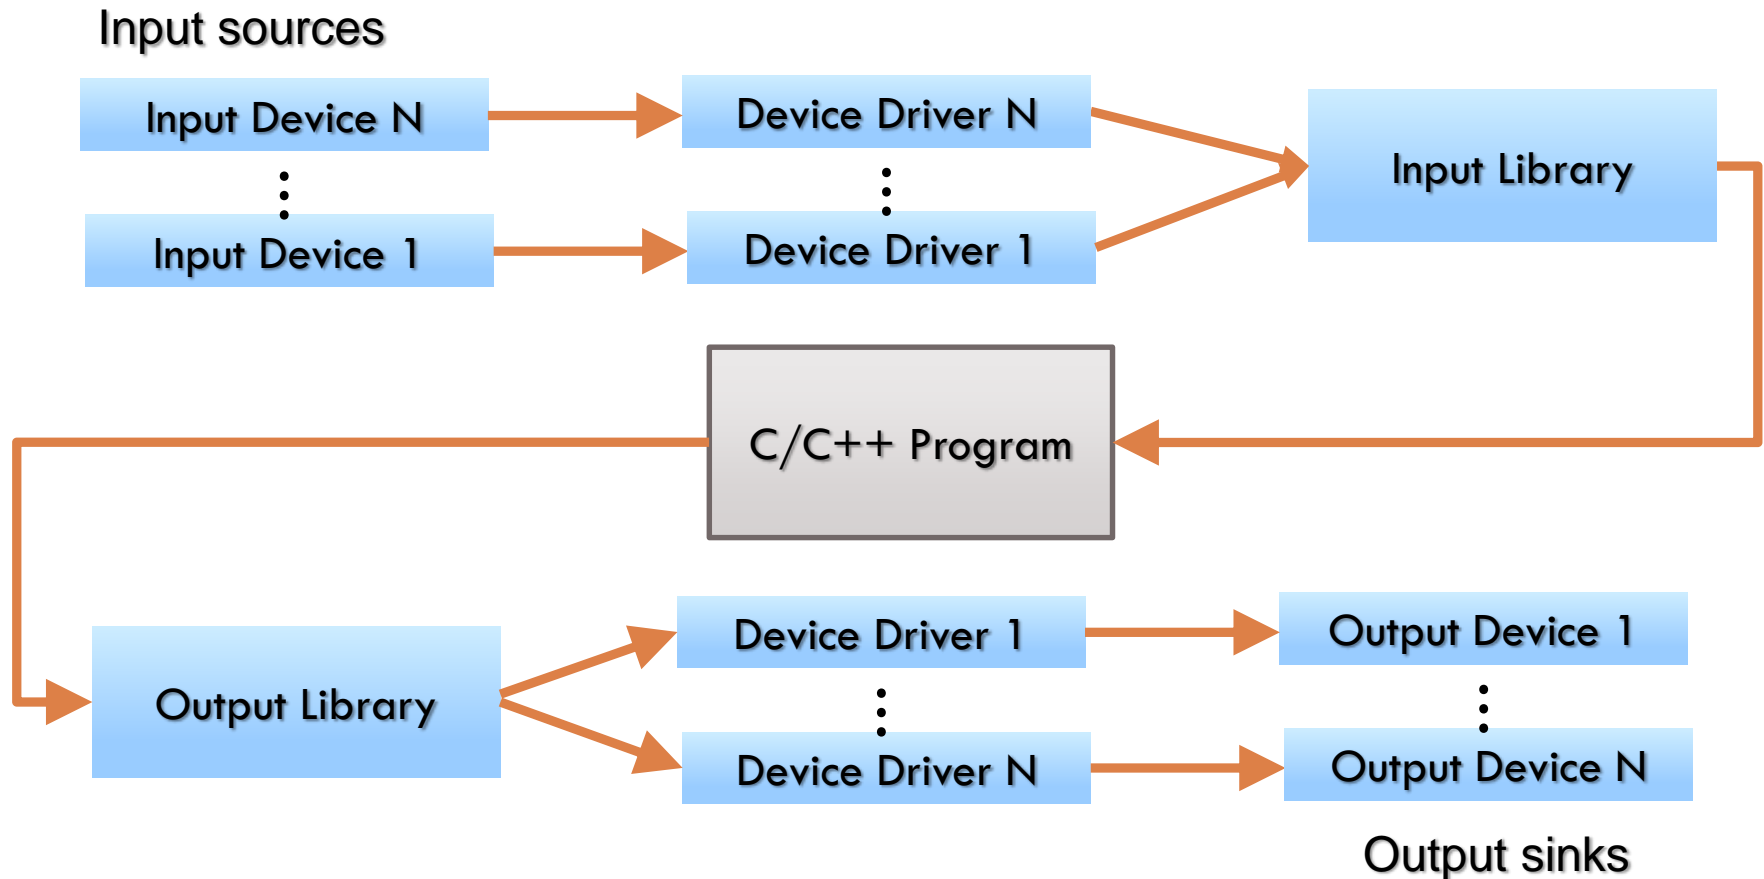 Input sources
Input Device N
Device Driver N
Input Library
Input Device 1
Device Driver 1
C/C++ Program
Output Library
Device Driver 1
Output Device 1
Device Driver N
Output Device N
Output sinks